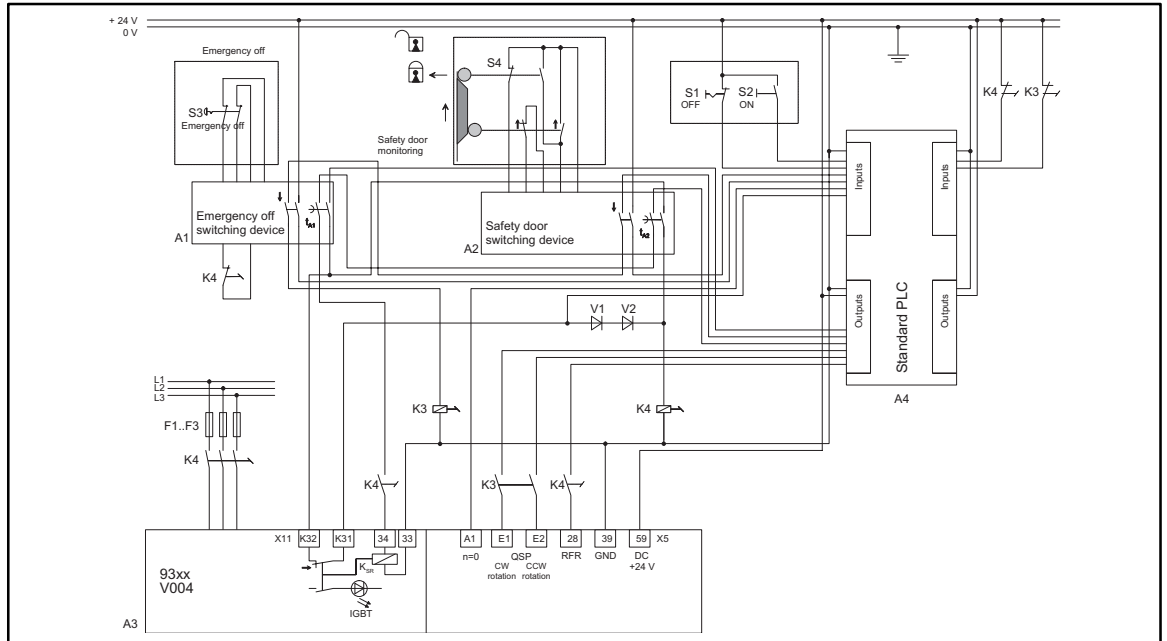 + 24 V
0 V
Emergency off
S3
Emergency off
S4
Safety door
monitoring
S1
OFF
S2
ON
K4
K3
Emergency off
switching device
A1
tA1
Safety door
switching device
A2
tA2
Inputs
Inputs
Outputs
Outputs
Standard PLC
A4
K4
V1
V2
L1
L2
L3
F1..F3
K4
K3
K4
K4
K3
K4
X11
K32
K31
34
33
A1
E1
E2
28
39
59
X5
n=0
QSP
CW
rotation
CCW
rotation
RFR
GND
DC
+24 V
93xx
V004
KSR
IGBT
A3